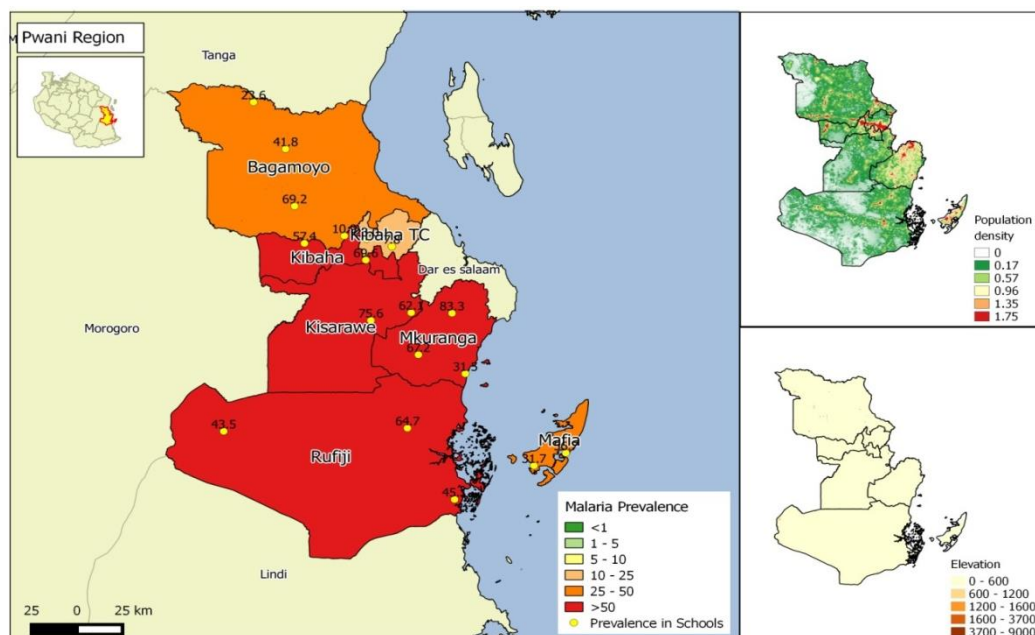 Pwani Region
Tanga
23.6
41.8
Bagamoyo
69.2
57.4
Kibaha TC
Kibaha
69.6
Dar es salaam
62.1
83.3
75.6
Kisarawe
Mkuranga
Morogoro
67.2
31.5
43.5
64.7
Rufiji
Mafia
31.7
Lindi
25 0 25 km
Malaria Prevalence
<1
1 - 5
5 - 10
10 - 25
25 - 50
>50
Prevalence in Schools
Population
density
0
0.17
0.57
0.96
1.35
1.75
Elevation
0 - 600
600 - 1200
1200 - 1600
1600 - 3700
3700 - 9000